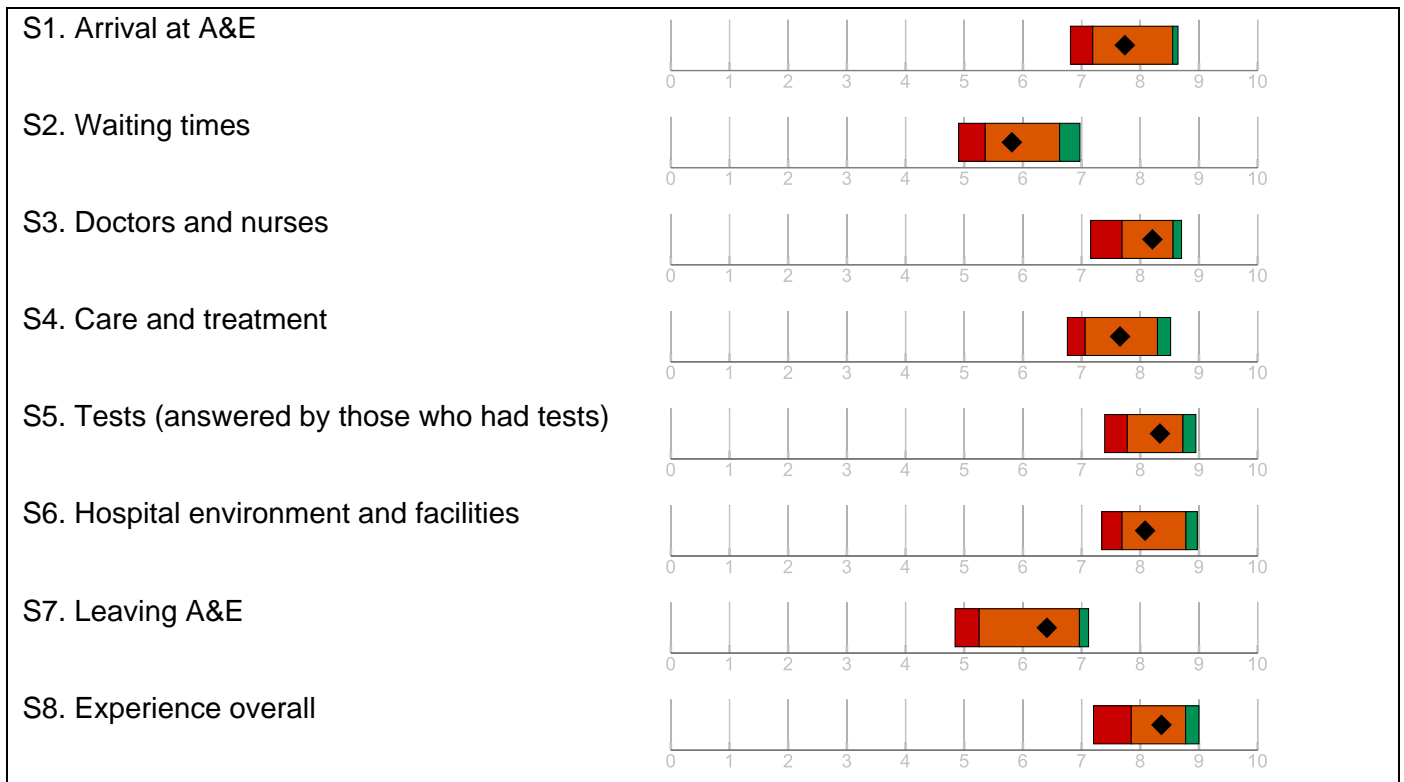 S1. Arrival at A&E
0 1 2 3 4 5 6 7 8 9 10
S2. Waiting times
0 1 2 3 4 5 6 7 8 9 10
S3. Doctors and nurses
0 1 2 3 4 5 6 7 8 9 10
S4. Care and treatment
0 1 2 3 4 5 6 7 8 9 10
S5. Tests (answered by those who had tests)
0 1 2 3 4 5 6 7 8 9 10
S6. Hospital environment and facilities
0 1 2 3 4 5 6 7 8 9 10
S7. Leaving A&E
0 1 2 3 4 5 6 7 8 9 10
S8. Experience overall
0 1 2 3 4 5 6 7 8 9 10